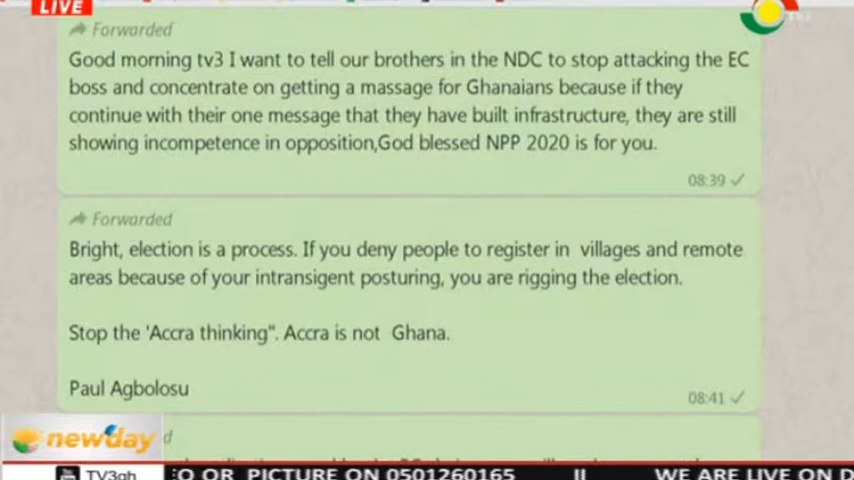 LIVE
Forwarded
Good morning tv3 I want to tell our brothers in the NDC to stop attacking the EC
boss and concentrate on getting a massage for Ghanaians because if they
continue with their one message that they have built infrastructure, they are still
showing incompetence in opposition,God blessed NPP 2020 is for you.
08:39
Forwarded
Bright, election is a process. If you deny people to register in villages and remote
areas because of your intransigent posturing, you are rigging the election.
Stop the 'Accra thinking". Accra is not Ghana.
Paul Agbolosu
08:41
newday
TV3gh
:O OR PICTURE ON 0501260165 II WE ARE LIVE ON D